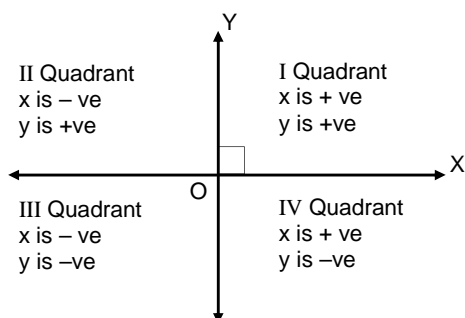 Y
II Quadrant
x is – ve
y is +ve
I Quadrant
x is + ve
y is +ve
X
O
III Quadrant
x is – ve
y is –ve
IV Quadrant
x is + ve
y is –ve